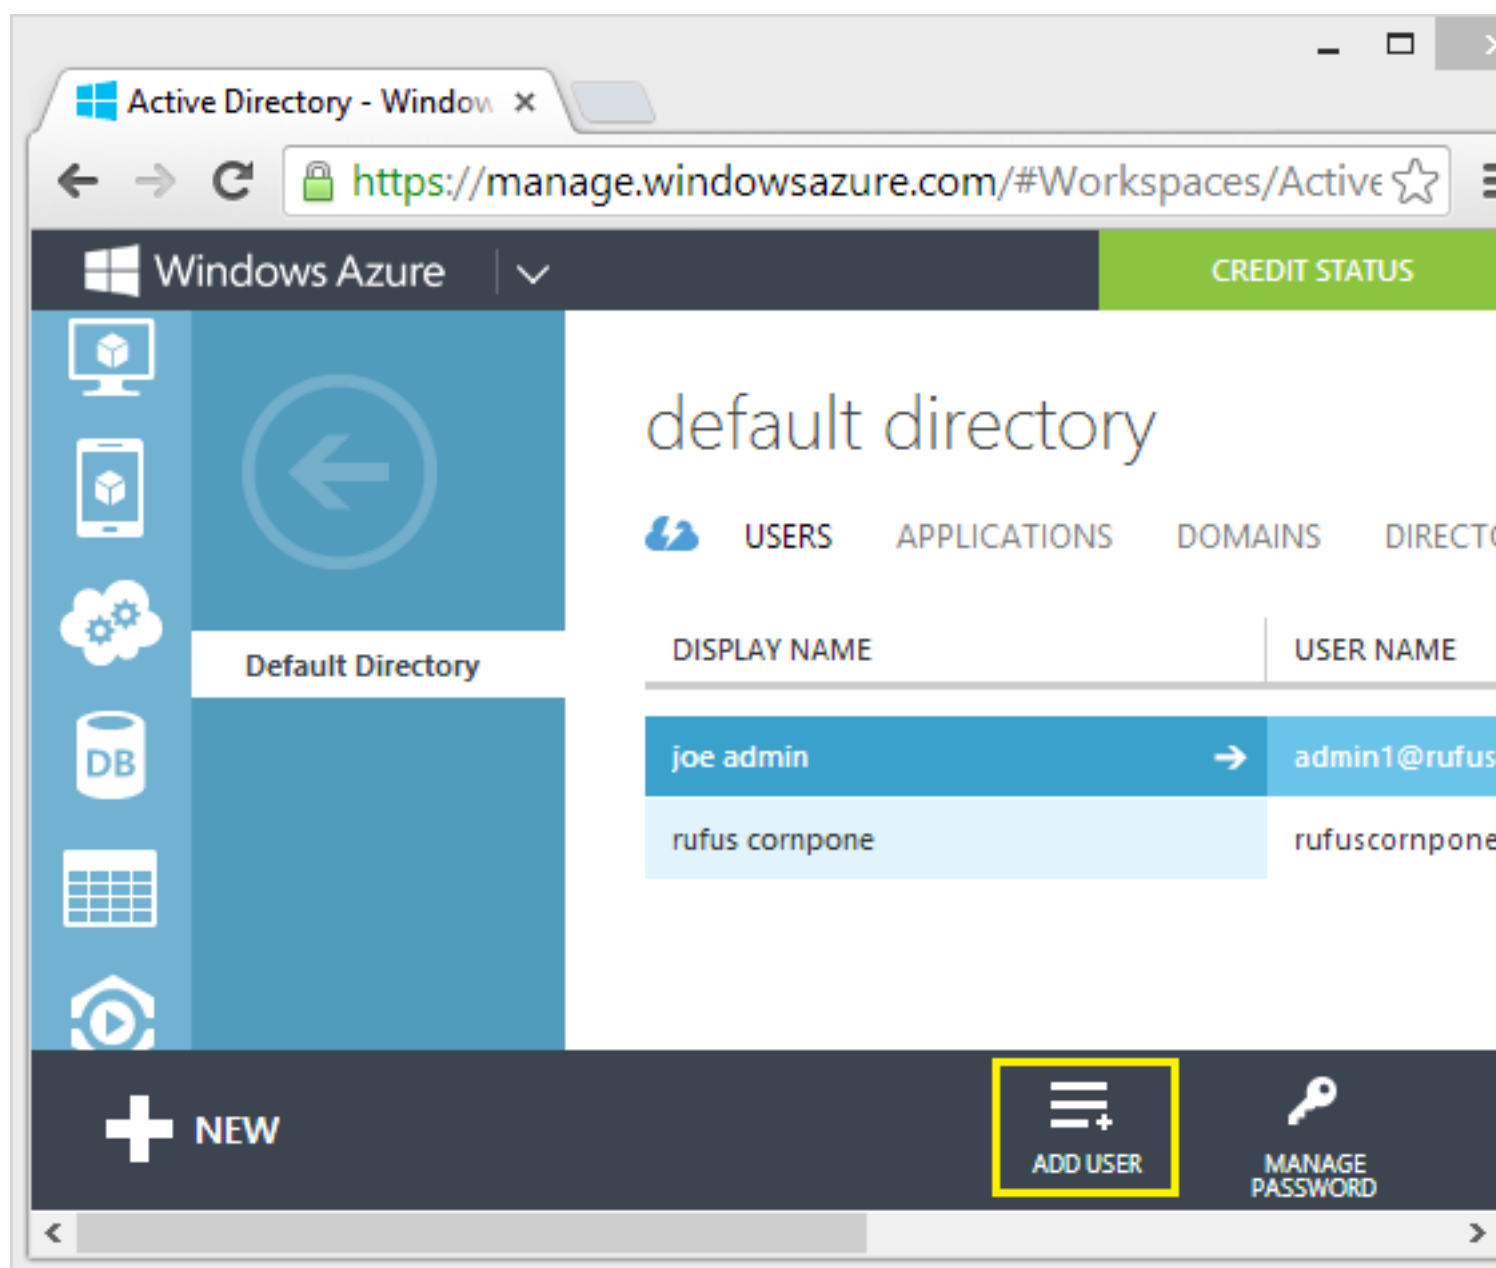 Active Directory - Window
https://manage.windowsazure.com/#Workspaces/Active
Windows Azure
CREDIT STATUS
default directory
USERS APPLICATIONS DOMAINS DIRECTO
Default Directory
DISPLAY NAME USER NAME
DB
joe admin admin1@rufus
rufus cornpone rufuscornpone
NEW
ADD USER
MANAGE
PASSWORD